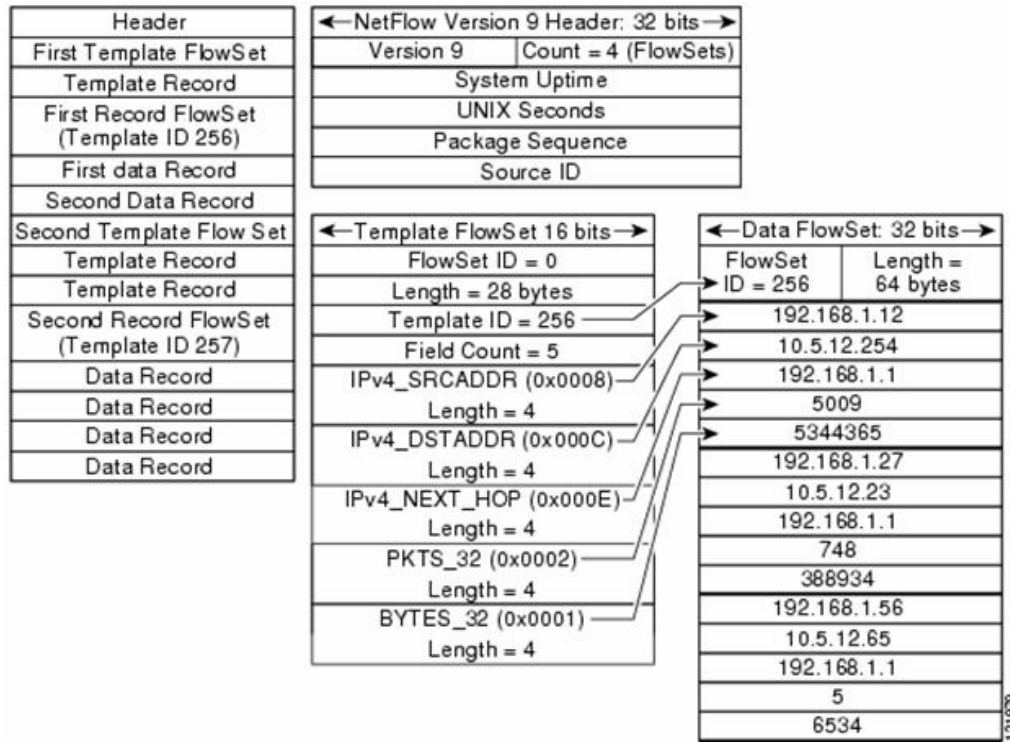 Header
First Template FlowSet
Template Record
First Record FlowSet
(Template ID 256)
First data Record
Second Data Record
Second Template Flow Set
Template Record
Template Record
Second Record FlowSet
(Template ID 257)
Data Record
Data Record
Data Record
Data Record
NetFlow Version 9 Header: 32 bits
Version 9
Count = 4 (FlowSets)
System Uptime
UNIX Seconds
Package Sequence
Source ID
Template FlowSet 16 bits
FlowSet ID = 0
Length = 28 bytes
Template ID = 256
Field Count = 5
IPv4_SRCADDR (0x0008)
Length = 4
IPv4_DSTADDR (0x000C)
Length = 4
IPv4_NEXT_HOP (0x000E)
Length = 4
PKTS_32 (0x0002)
Length = 4
BYTES_32 (0x0001)
Length = 4
Data FlowSet: 32 bits
FlowSet
ID = 256
Length =
64 bytes
192.168.1.12
10.5.12.254
192.168.1.1
5009
5344365
192.168.1.27
10.5.12.23
192.168.1.1
748
388934
192.168.1.56
10.5.12.65
192.168.1.1
5
6534